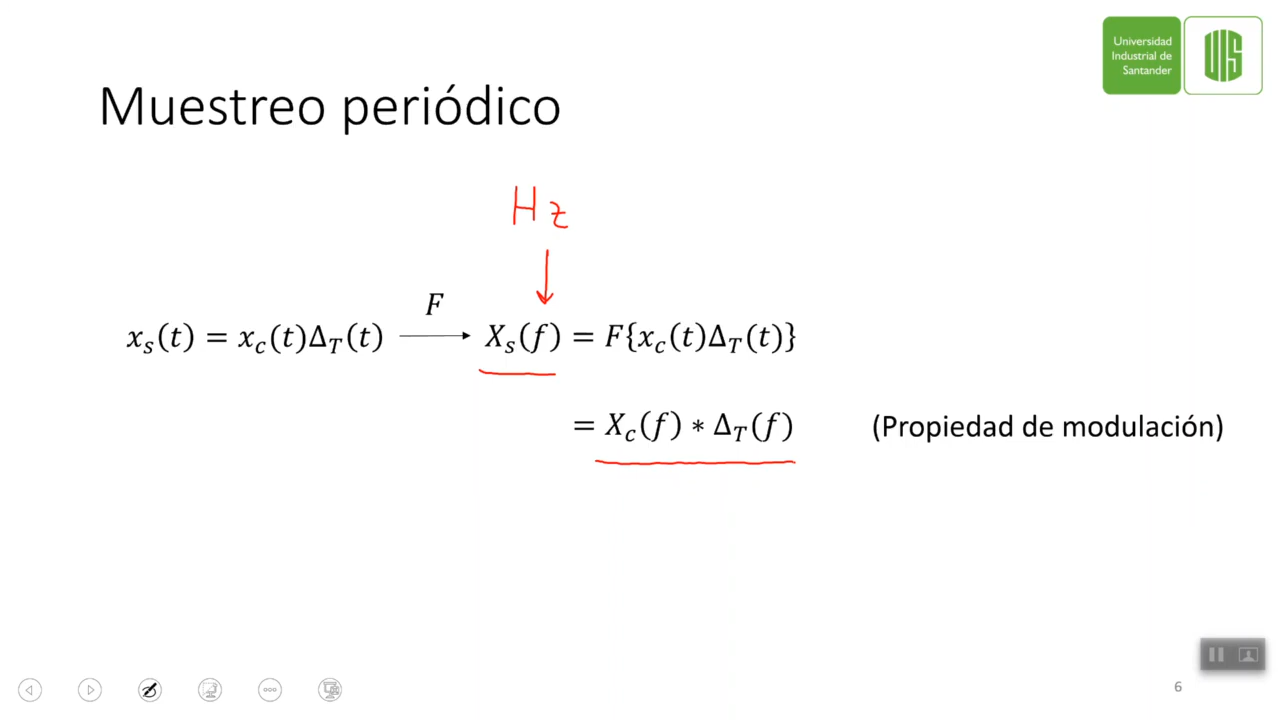 Universidad
Industrial de
Santander
UIS
Muestreo periódico
Hz
F
x_s(t) = x_c(t)Δ_T(t) → X_s(f) = F{x_c(t)Δ_T(t)}
= X_c(f) ∗ Δ_T(f) (Propiedad de modulación)
6